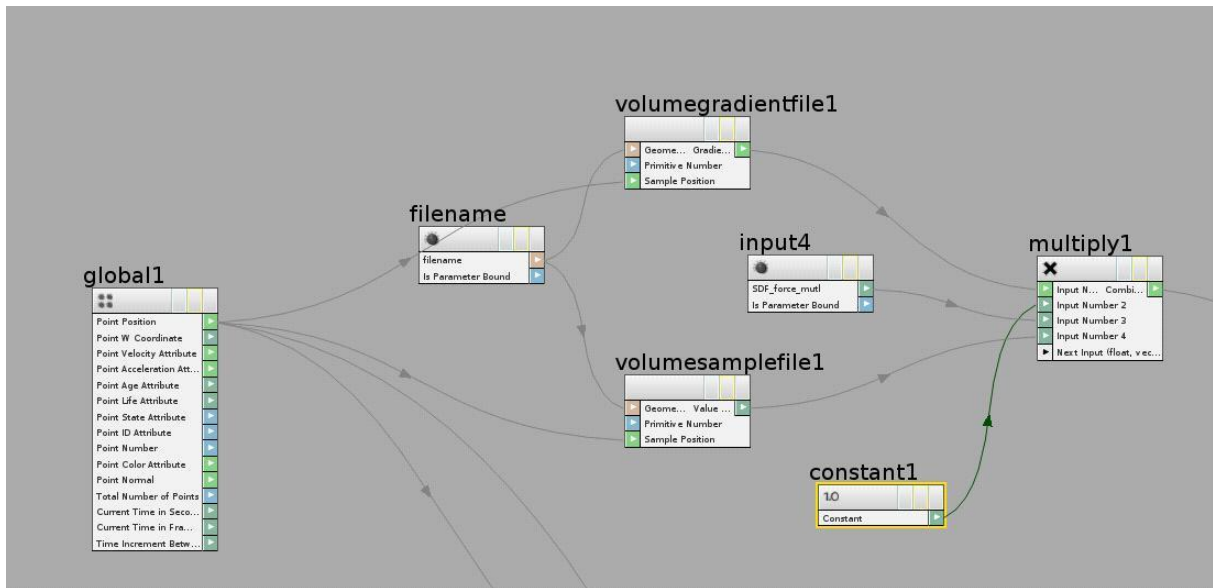 volumegradientfile1
Geome... Gradie...
Primitive Number
Sample Position
filename
filename
Is Parameter Bound
input4
SDF_force_mutl
Is Parameter Bound
multiply1
Input N... Combi...
Input Number 2
Input Number 3
Input Number 4
Next Input (float, vec...
global1
Point Position
Point W Coordinate
Point Velocity Attribute
Point Acceleration Att...
Point Age Attribute
Point Life Attribute
Point State Attribute
Point ID Attribute
Point Number
Point Color Attribute
Point Normal
Total Number of Points
Current Time in Seco...
Current Time in Fra...
Time Increment Betw...
volumesamplefile1
Geome... Value ...
Primitive Number
Sample Position
constant1
1.0
Constant